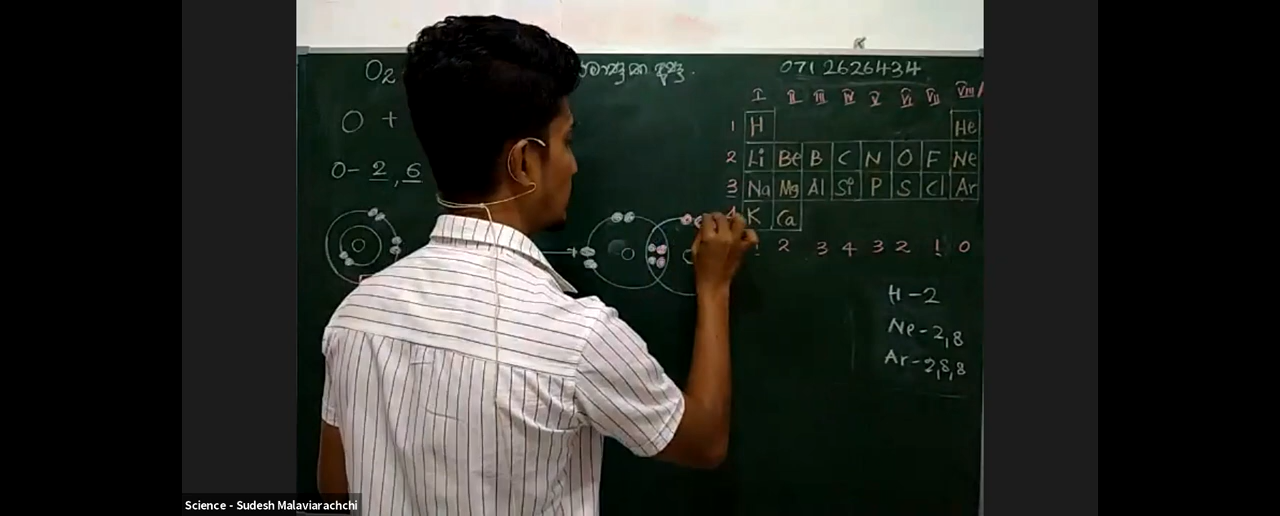 O2
071 2626434
I II III IV V VI VII VIII
O +
1 H He
O- 2, 6
2 Li Be B C N O F Ne
3 Na Mg Al Si P S Cl Ar
4 K Ca
2 3 4 3 2 1 0
H - 2
Ne - 2,8
Ar - 2,8,8
Science - Sudesh Malaviarachchi